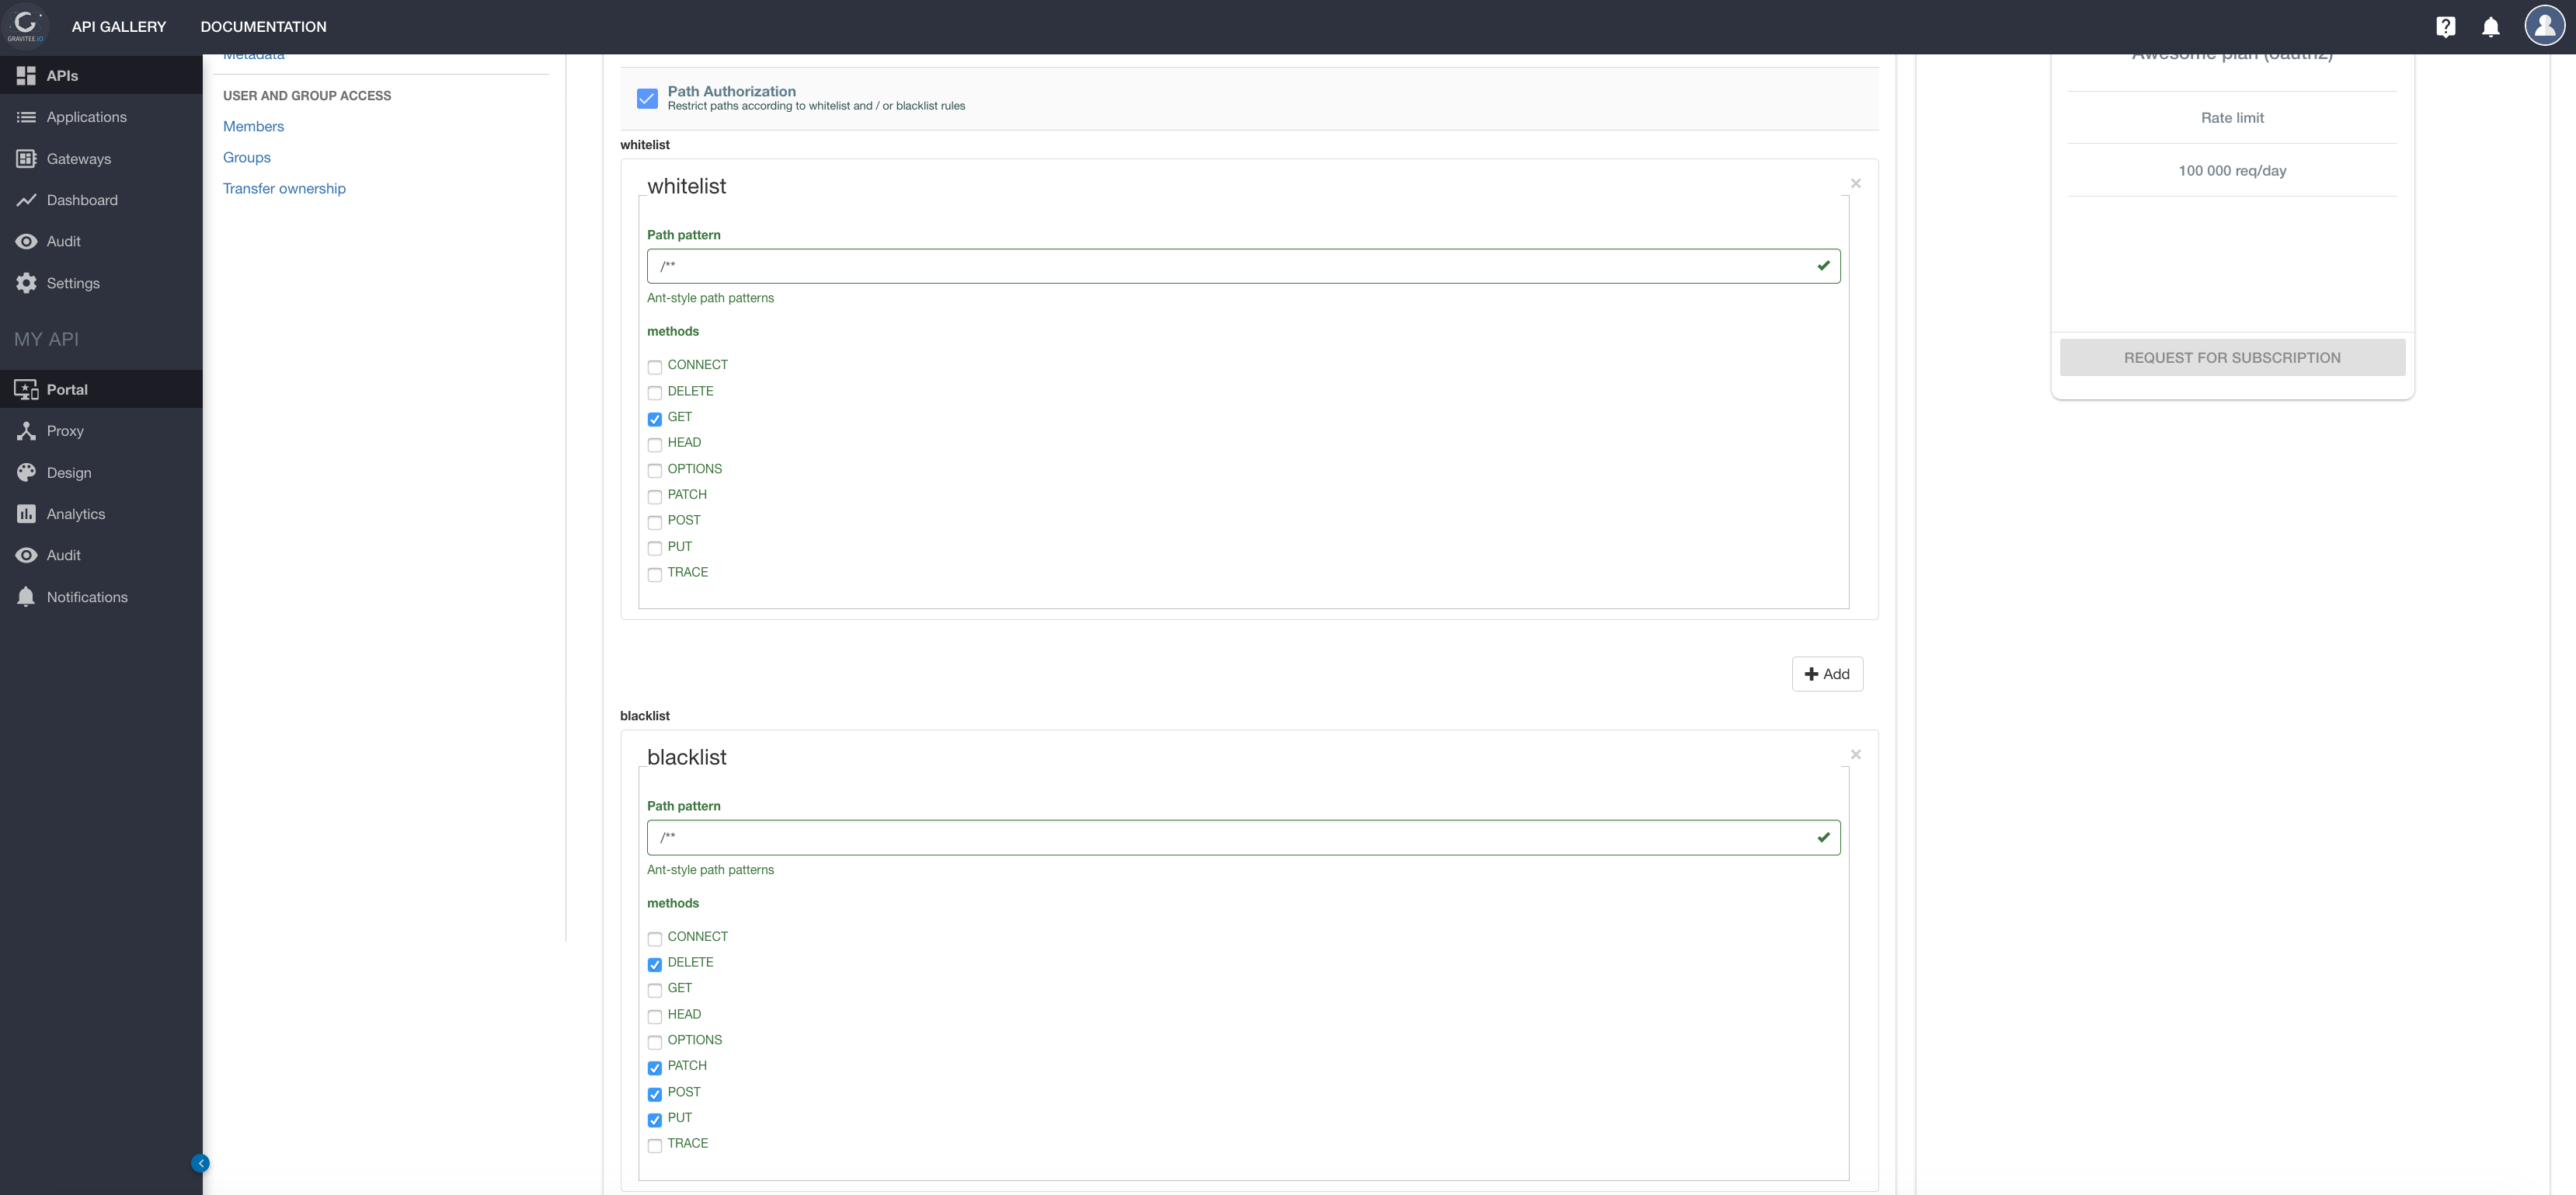 GRAVITEE.IO
API GALLERY
DOCUMENTATION
APIs
Applications
Gateways
Dashboard
Audit
Settings
MY API
Portal
Proxy
Design
Analytics
Audit
Notifications
Metadata
USER AND GROUP ACCESS
Members
Groups
Transfer ownership
Path Authorization
Restrict paths according to whitelist and / or blacklist rules
whitelist
whitelist
×
Path pattern
/**
Ant-style path patterns
methods
CONNECT
DELETE
GET
HEAD
OPTIONS
PATCH
POST
PUT
TRACE
Add
blacklist
blacklist
×
Path pattern
/**
Ant-style path patterns
methods
CONNECT
DELETE
GET
HEAD
OPTIONS
PATCH
POST
PUT
TRACE
Awesome plan (oauth2)
Rate limit
100 000 req/day
REQUEST FOR SUBSCRIPTION